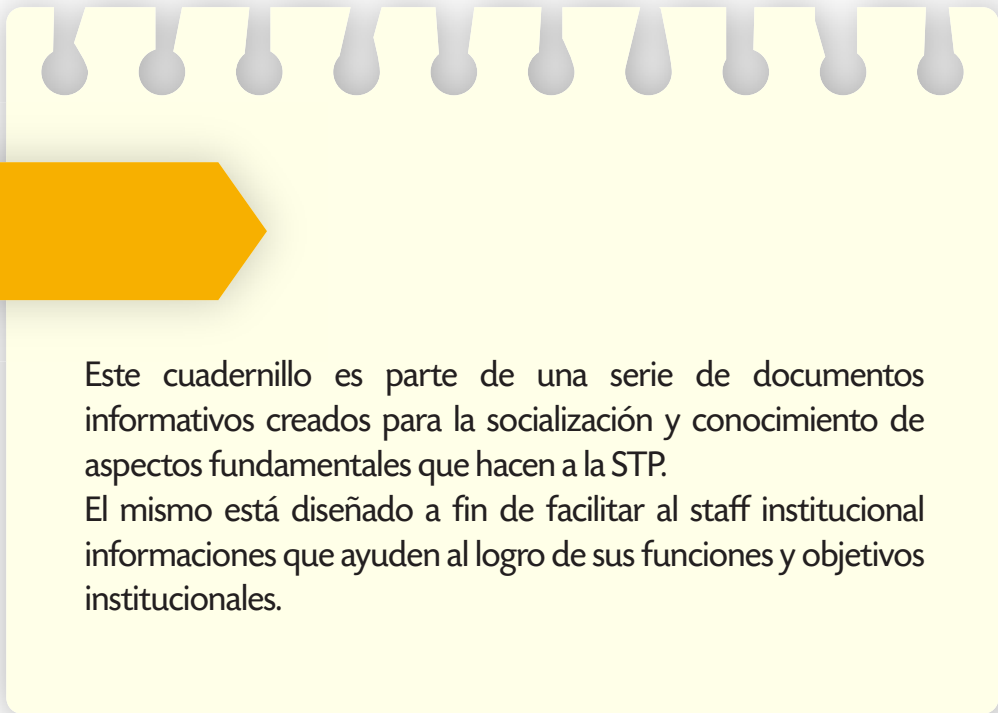 Este cuadernillo es parte de una serie de documentos
informativos creados para la socialización y conocimiento de
aspectos fundamentales que hacen a la STP.
El mismo está diseñado a fin de facilitar al staff institucional
informaciones que ayuden al logro de sus funciones y objetivos
institucionales.